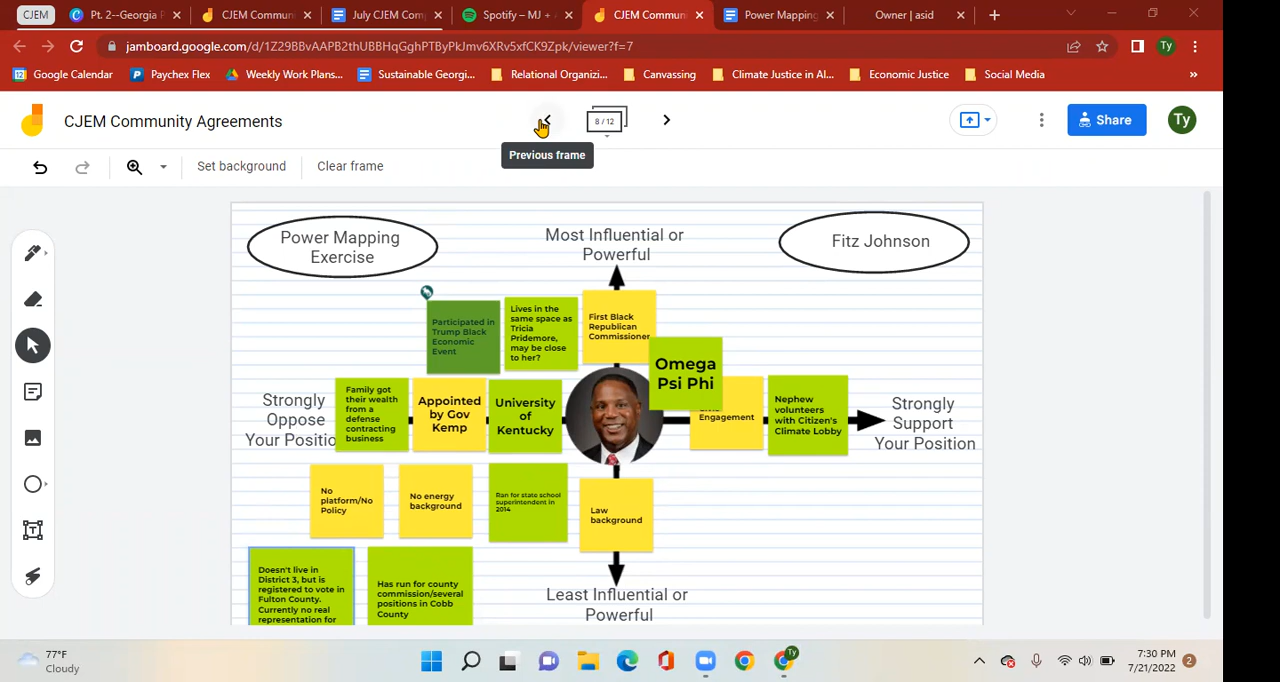 CJEM
Pt. 2--Georgia P
CJEM Commun
July CJEM Com
Spotify – MJ +
CJEM Commun
Power Mapping
Owner | asid
jamboard.google.com/d/1Z29BBvAAPB2thUBBHqGghPTByPkJmv6XRv5xfCK9Zpk/viewer?f=7
Ty
Google Calendar
Paychex Flex
Weekly Work Plans...
Sustainable Georgi...
Relational Organizi...
Canvassing
Climate Justice in Al...
Economic Justice
Social Media
»
CJEM Community Agreements
8 / 12
Share
Ty
Previous frame
Set background
Clear frame
Power Mapping
Exercise
Most Influential or
Powerful
Fitz Johnson
Participated in
Trump Black
Economic
Event
Lives in the
same space as
Tricia
Pridemore,
may be close
to her?
First Black
Republican
Commissioner
Omega
Psi Phi
Strongly
Oppose
Your Positio
Family got
their wealth
from a
defense
contracting
business
Appointed
by Gov
Kemp
University
of
Kentucky
Engagement
Nephew
volunteers
with Citizen's
Climate Lobby
Strongly
Support
Your Position
No
platform/No
Policy
No energy
background
Ran for state school
superintendent in
2014
Law
background
Doesn't live in
District 3, but is
registered to vote in
Fulton County.
Currently no real
representation for
Has run for county
commission/several
positions in Cobb
County
Least Influential or
Powerful
77°F
Cloudy
Ty
7:30 PM
7/21/2022
2